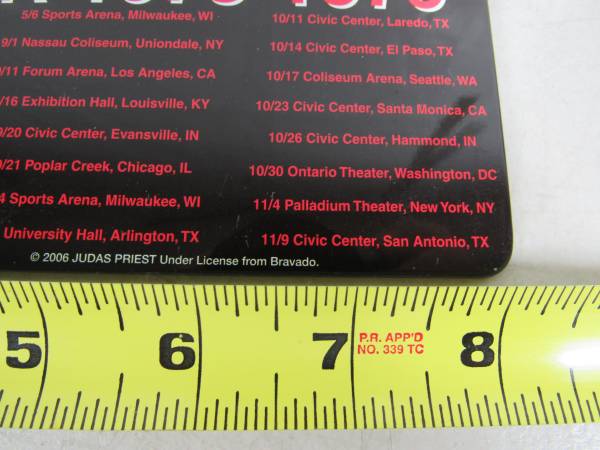 5/6 Sports Arena, Milwaukee, WI
9/1 Nassau Coliseum, Uniondale, NY
/11 Forum Arena, Los Angeles, CA
/16 Exhibition Hall, Louisville, KY
9/20 Civic Center, Evansville, IN
/21 Poplar Creek, Chicago, IL
4 Sports Arena, Milwaukee, WI
University Hall, Arlington, TX
10/11 Civic Center, Laredo, TX
10/14 Civic Center, El Paso, TX
10/17 Coliseum Arena, Seattle, WA
10/23 Civic Center, Santa Monica, CA
10/26 Civic Center, Hammond, IN
10/30 Ontario Theater, Washington, DC
11/4 Palladium Theater, New York, NY
11/9 Civic Center, San Antonio, TX
© 2006 JUDAS PRIEST Under License from Bravado.
5 6 7 8
P.R. APP'D
NO. 339 TC